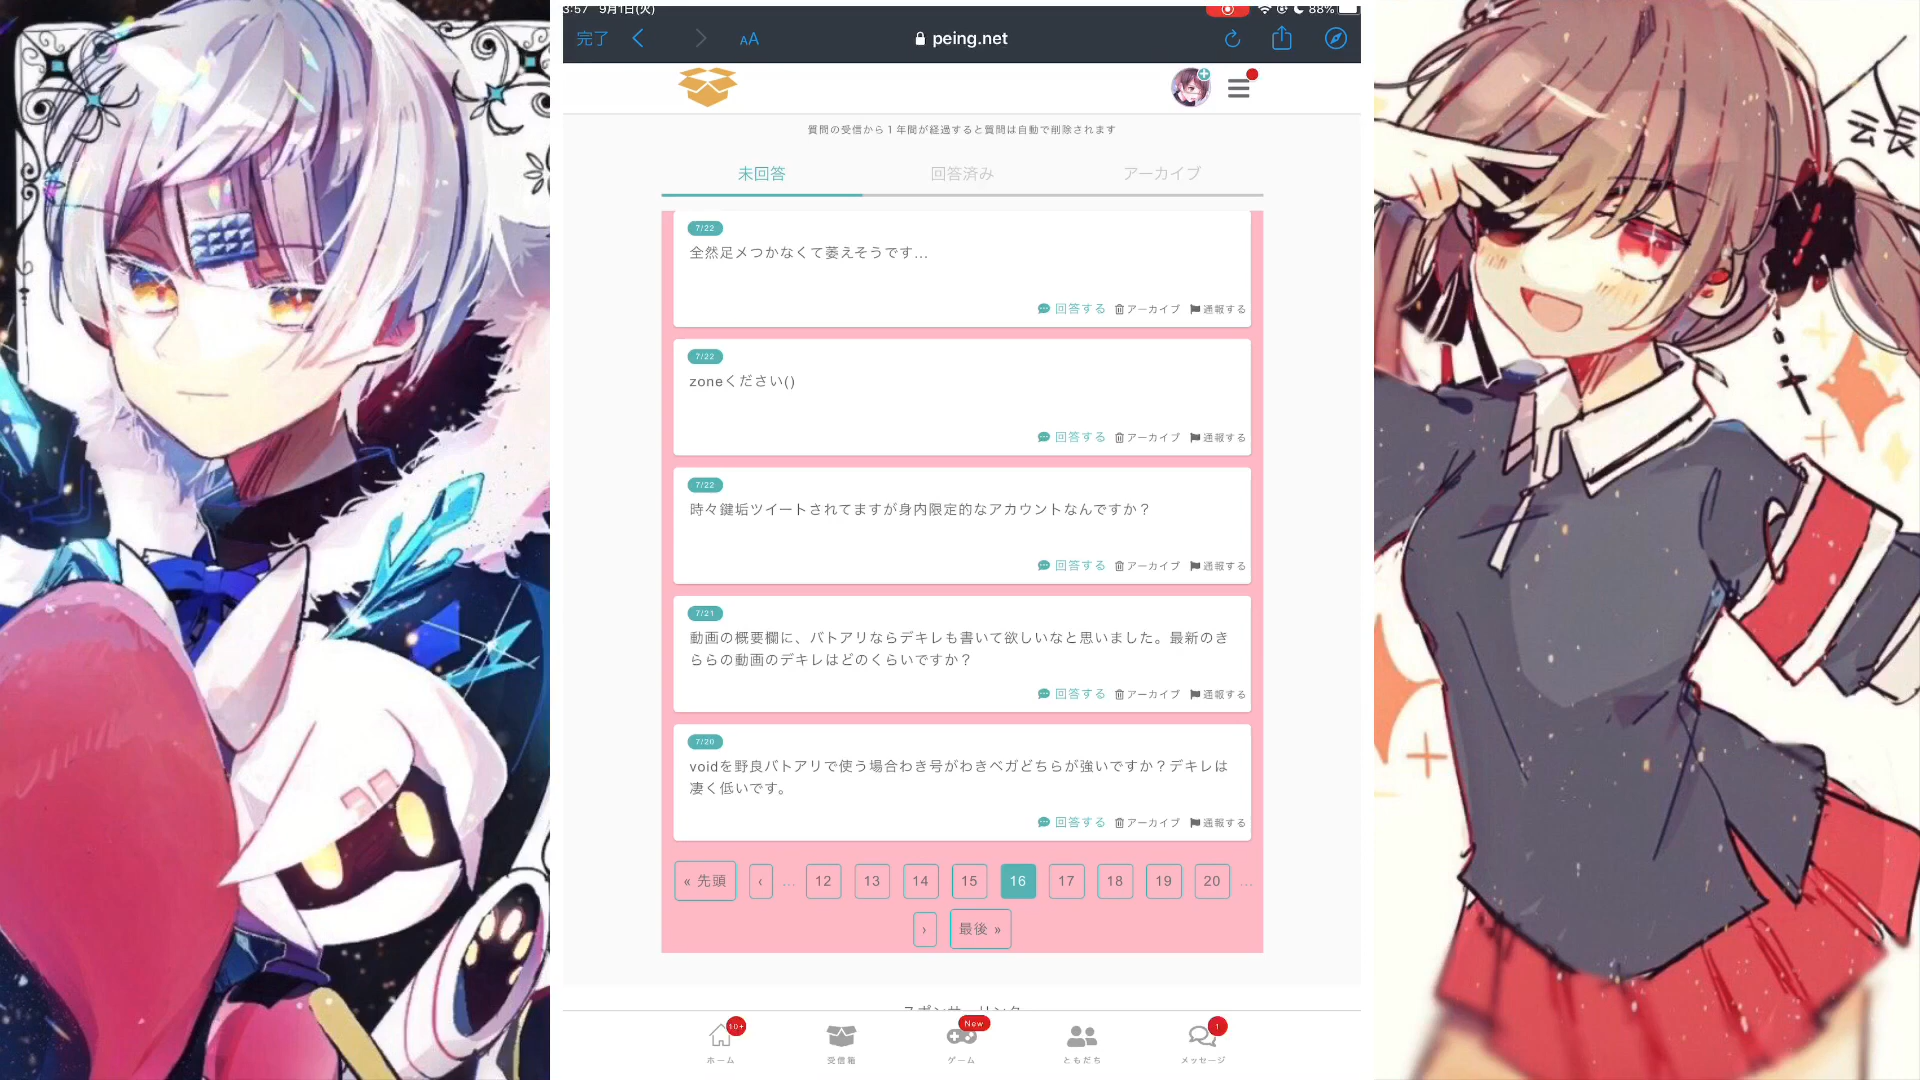 3:57 9月1日(火)
88%
完了
AA
peing.net
質問の受信から1年間が経過すると質問は自動で削除されます
未回答
回答済み
アーカイブ
7/22
全然足〆つかなくて萎えそうです...
回答する アーカイブ 通報する
7/22
zoneください()
回答する アーカイブ 通報する
7/22
時々鍵垢ツイートされてますが身内限定的なアカウントなんですか？
回答する アーカイブ 通報する
7/21
動画の概要欄に、バトアリならデキレも書いて欲しいなと思いました。最新のき
ららの動画のデキレはどのくらいですか？
回答する アーカイブ 通報する
7/20
voidを野良バトアリで使う場合わき号がわきベガどちらが強いですか？デキレは
凄く低いです。
回答する アーカイブ 通報する
« 先頭 ‹ ... 12 13 14 15 16 17 18 19 20 ...
› 最後 »
スポンサーリンク
10+
New
1
ホーム
受信箱
ゲーム
ともだち
メッセージ